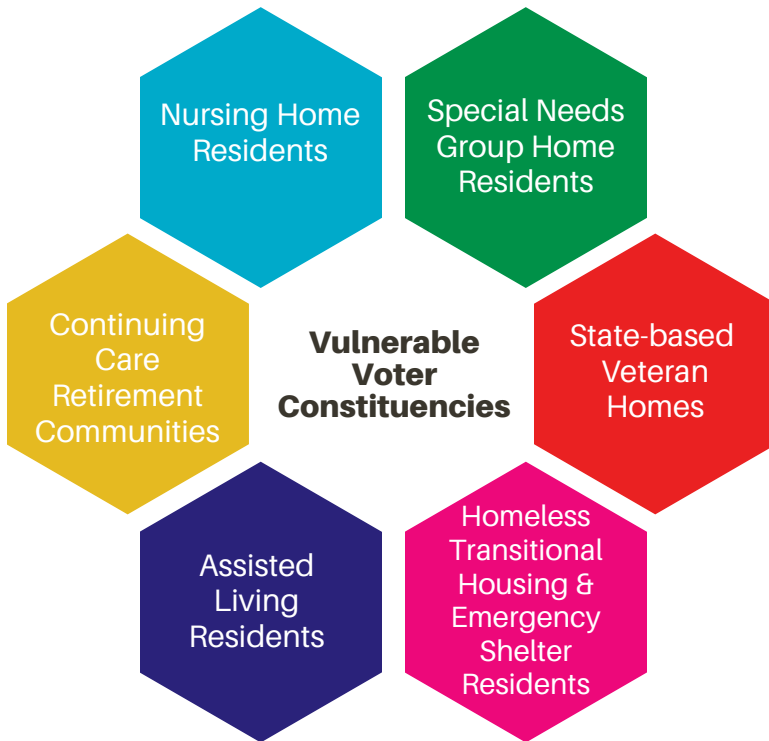 Nursing Home
Residents
Special Needs
Group Home
Residents
Continuing
Care
Retirement
Communities
Vulnerable
Voter
Constituencies
State-based
Veteran
Homes
Assisted
Living
Residents
Homeless
Transitional
Housing &
Emergency
Shelter
Residents